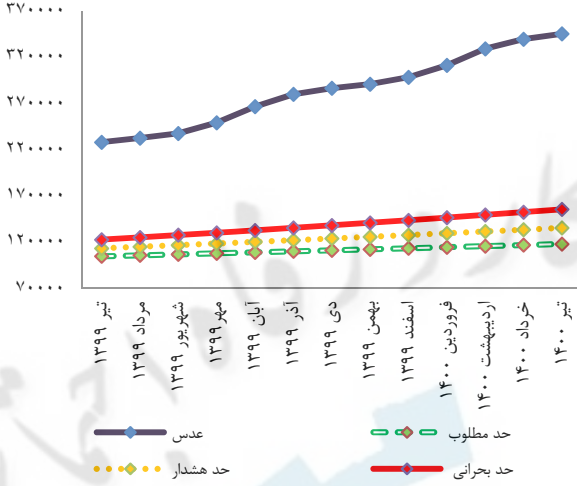 ۳۷۰۰۰۰
۳۲۰۰۰۰
۲۷۰۰۰۰
۲۲۰۰۰۰
۱۷۰۰۰۰
۱۲۰۰۰۰
۷۰۰۰۰
تیر ۱۳۹۹
مرداد ۱۳۹۹
شهریور ۱۳۹۹
مهر ۱۳۹۹
آبان ۱۳۹۹
آذر ۱۳۹۹
دی ۱۳۹۹
بهمن ۱۳۹۹
اسفند ۱۳۹۹
فروردین ۱۴۰۰
اردیبهشت ۱۴۰۰
خرداد ۱۴۰۰
تیر ۱۴۰۰
حد مطلوب
عدس
حد بحرانی
حد هشدار